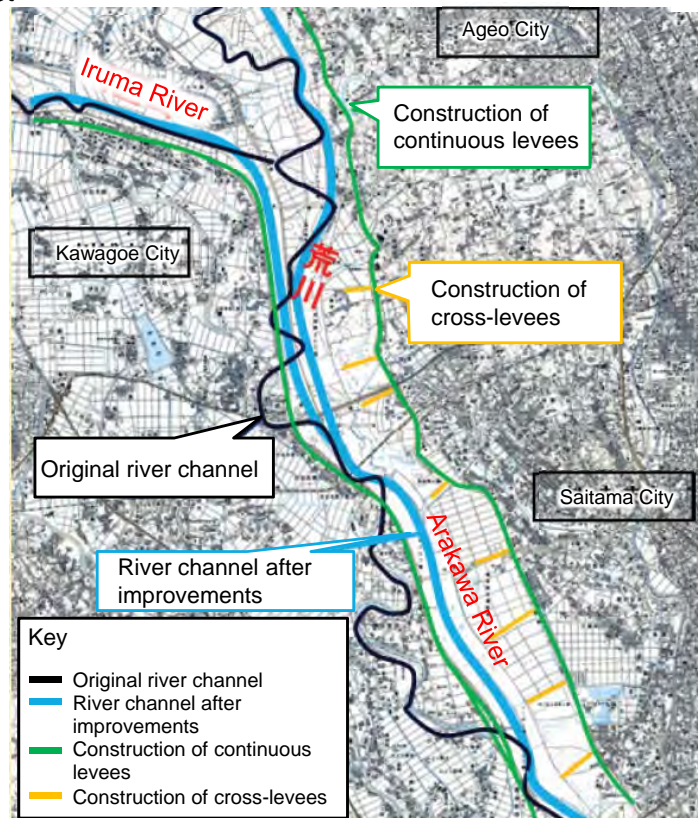 Ageo City
Iruma River
Construction of
continuous levees
Kawagoe City
荒川
Construction of
cross-levees
Original river channel
Saitama City
Arakawa River
River channel after
improvements
Key
Original river channel
River channel after
improvements
Construction of continuous
levees
Construction of cross-levees